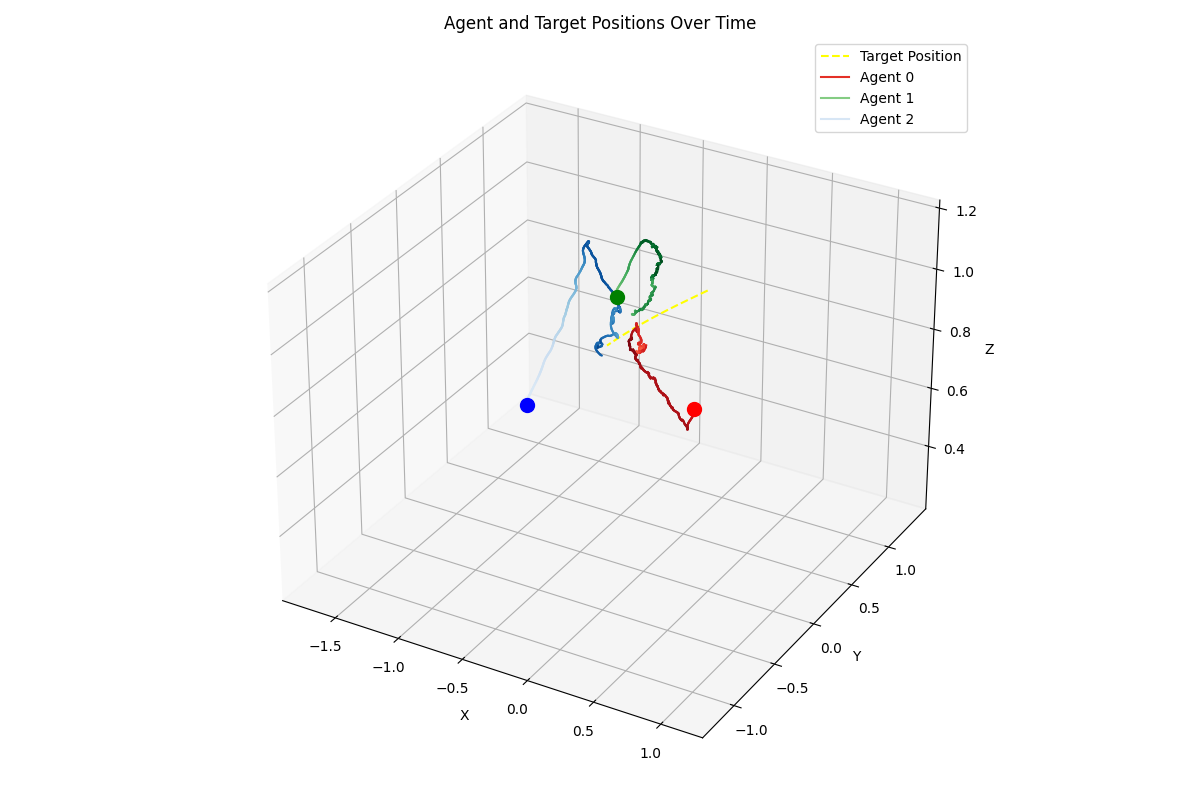 Agent and Target Positions Over Time
Target Position
Agent 0
Agent 1
Agent 2
1.2
1.0
0.8
0.6
0.4
Z
1.0
0.5
0.0
−0.5
−1.0
Y
−1.5
−1.0
−0.5
0.0
0.5
1.0
X